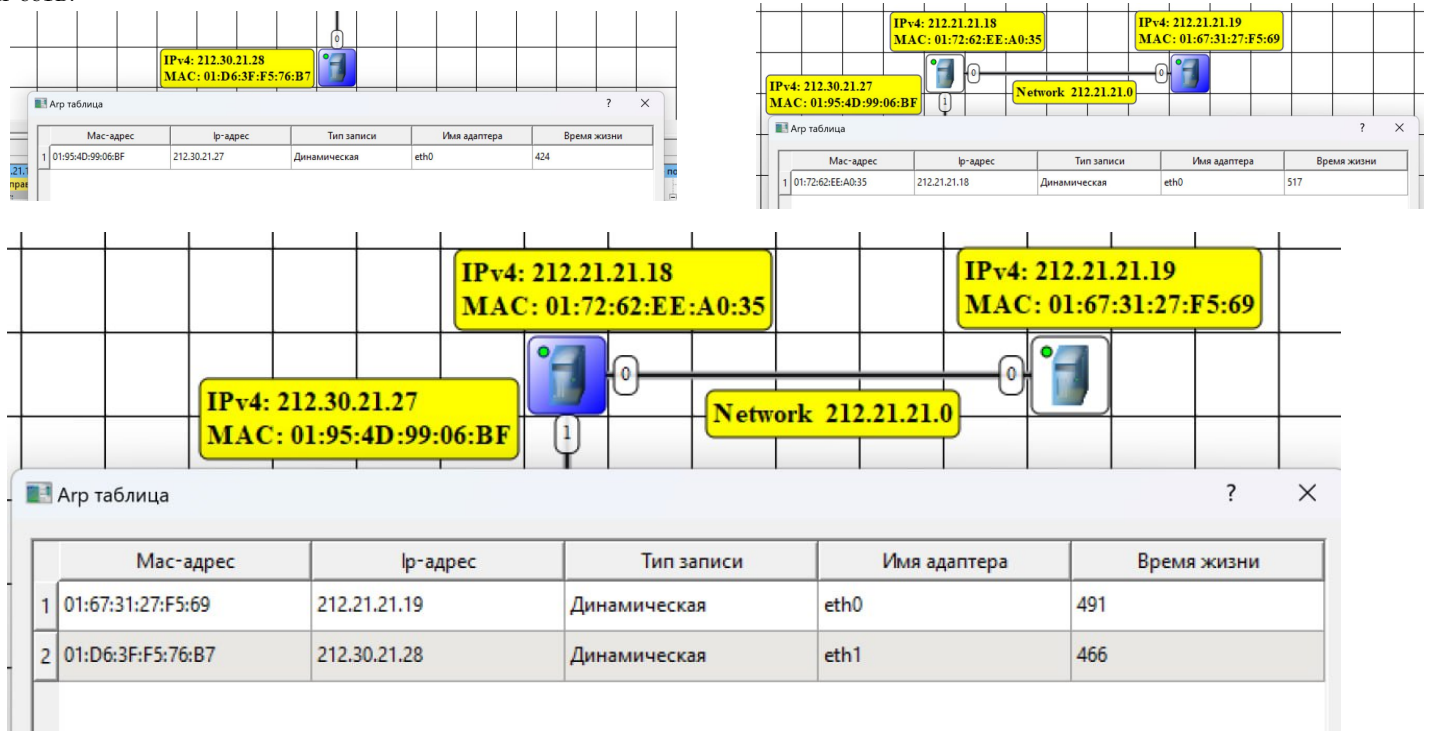 0
IPv4: 212.30.21.28
MAC: 01:D6:3F:F5:76:B7
Arp таблица ? X
Mac-адрес Ip-адрес Тип записи Имя адаптера Время жизни
1 01:95:4D:99:06:BF 212.30.21.27 Динамическая eth0 424
IPv4: 212.21.21.18
MAC: 01:72:62:EE:A0:35
IPv4: 212.21.21.19
MAC: 01:67:31:27:F5:69
0 0
IPv4: 212.30.21.27
MAC: 01:95:4D:99:06:BF
Network 212.21.21.0
1
Arp таблица ? X
Mac-адрес Ip-адрес Тип записи Имя адаптера Время жизни
1 01:72:62:EE:A0:35 212.21.21.18 Динамическая eth0 517
IPv4: 212.21.21.18
MAC: 01:72:62:EE:A0:35
IPv4: 212.21.21.19
MAC: 01:67:31:27:F5:69
0 0
IPv4: 212.30.21.27
MAC: 01:95:4D:99:06:BF
Network 212.21.21.0
1
Arp таблица ? X
Mac-адрес Ip-адрес Тип записи Имя адаптера Время жизни
1 01:67:31:27:F5:69 212.21.21.19 Динамическая eth0 491
2 01:D6:3F:F5:76:B7 212.30.21.28 Динамическая eth1 466